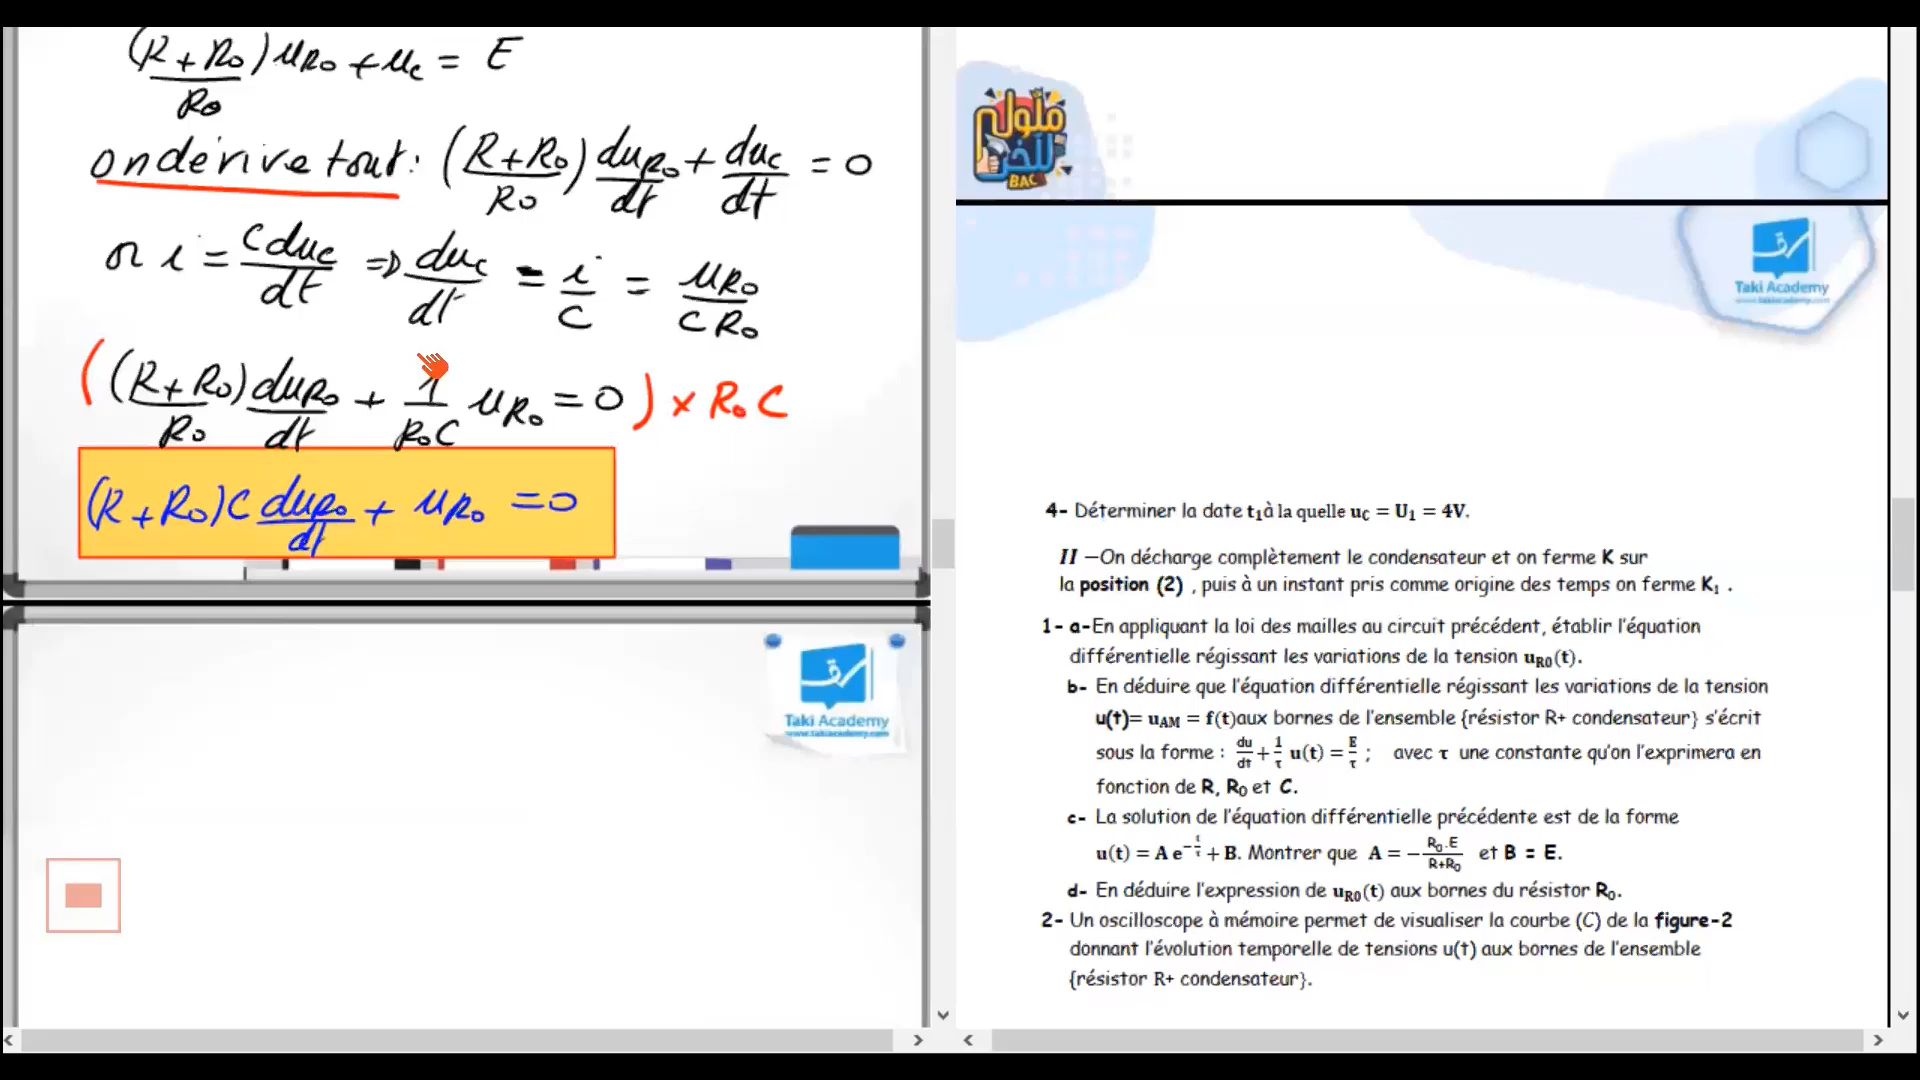 (R+R₀)/R₀ u_R₀ + u_c = E
on dérive tout : (R+R₀)/R₀ du_R₀/dt + du_c/dt = 0
or i = C du_c/dt ⇒ du_c/dt = i/C = u_R₀/CR₀
((R+R₀)/R₀ du_R₀/dt + 1/R₀C u_R₀ = 0) × R₀C
(R+R₀)C du_R₀/dt + u_R₀ = 0
Taki Academy
www.takiacademy.com
BAC
Taki Academy
www.takiacademy.com
4- Déterminer la date t₁à la quelle u_C = U₁ = 4V.
II –On décharge complètement le condensateur et on ferme K sur
la position (2) , puis à un instant pris comme origine des temps on ferme K₁ .
1- a-En appliquant la loi des mailles au circuit précédent, établir l'équation
différentielle régissant les variations de la tension u_R0(t).
b- En déduire que l'équation différentielle régissant les variations de la tension
u(t)= u_AM = f(t)aux bornes de l'ensemble {résistor R+ condensateur} s'écrit
sous la forme : du/dt + 1/τ u(t) = E/τ ; avec τ une constante qu'on l'exprimera en
fonction de R, R₀ et C.
c- La solution de l'équation différentielle précédente est de la forme
u(t) = A e^(-t/τ) + B. Montrer que A = − R₀.E/R+R₀ et B = E.
d- En déduire l'expression de u_R0(t) aux bornes du résistor R₀.
2- Un oscilloscope à mémoire permet de visualiser la courbe (C) de la figure-2
donnant l'évolution temporelle de tensions u(t) aux bornes de l'ensemble
{résistor R+ condensateur}.